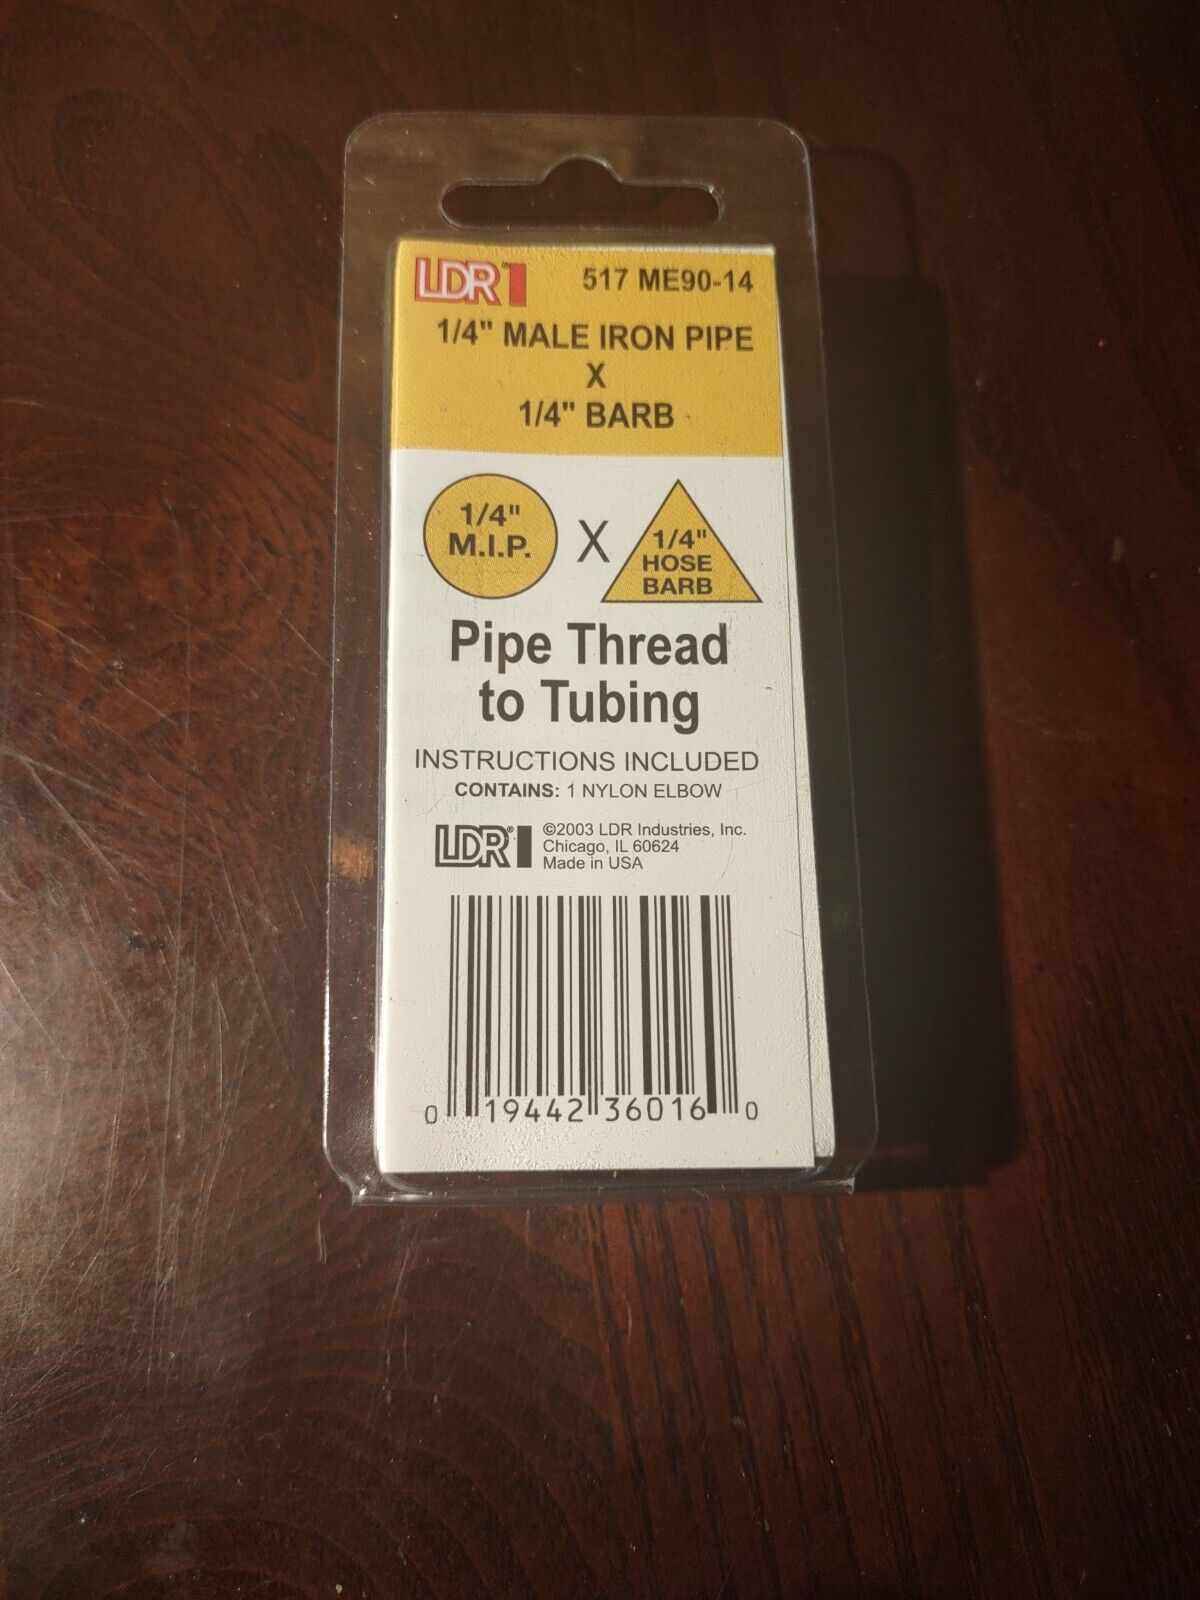 LDR® 517 ME90-14
1/4" MALE IRON PIPE
X
1/4" BARB
1/4"
M.I.P.
X
1/4"
HOSE
BARB
Pipe Thread
to Tubing
INSTRUCTIONS INCLUDED
CONTAINS: 1 NYLON ELBOW
LDR®
©2003 LDR Industries, Inc.
Chicago, IL 60624
Made in USA
0 19442 36016 0